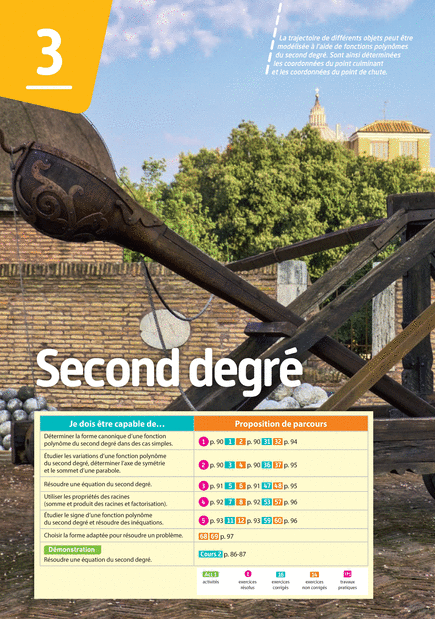 3
La trajectoire de différents objets peut être
modélisée à l'aide de fonctions polynômes
du second degré. Sont ainsi déterminées
les coordonnées du point culminant
et les coordonnées du point de chute.
Second degré
Je dois être capable de… Proposition de parcours
Déterminer la forme canonique d'une fonction
polynôme du second degré dans des cas simples.
1 p. 90 1 2 p. 90 31 32 p. 94
Étudier les variations d'une fonction polynôme
du second degré, déterminer l'axe de symétrie
et le sommet d'une parabole.
2 p. 90 3 4 p. 90 36 37 p. 95
Résoudre une équation du second degré.
3 p. 91 5 6 p. 91 47 48 p. 95
Utiliser les propriétés des racines
(somme et produit des racines et factorisation).
4 p. 92 7 8 p. 92 51 57 p. 96
Étudier le signe d'une fonction polynôme
du second degré et résoudre des inéquations.
5 p. 93 11 12 p. 93 59 60 p. 96
Choisir la forme adaptée pour résoudre un problème.
68 69 p. 97
Démonstration
Résoudre une équation du second degré.
Cours 2 p. 86-87
activités
exercices
résolus
exercices
corrigés
exercices
non corrigés
travaux
pratiques